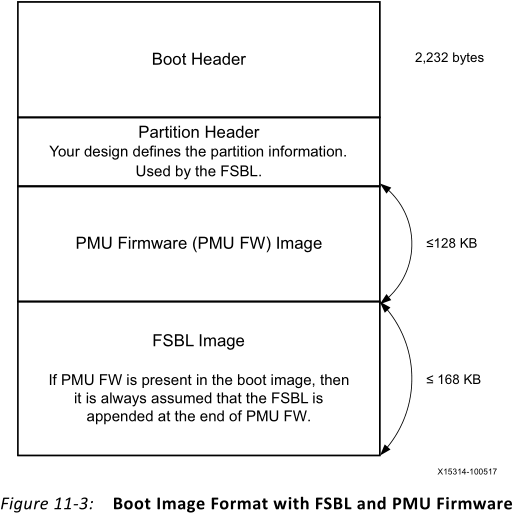 Boot Header
2,232 bytes
Partition Header
Your design defines the partition information.
Used by the FSBL.
PMU Firmware (PMU FW) Image
≤128 KB
FSBL Image
If PMU FW is present in the boot image, then
it is always assumed that the FSBL is
appended at the end of PMU FW.
≤ 168 KB
X15314-100517
Figure 11-3: Boot Image Format with FSBL and PMU Firmware